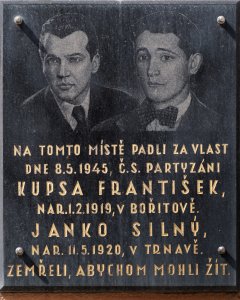 NA TOMTO MÍSTĚ PADLI ZA VLAST
DNE 8.5.1945, Č.S. PARTYZÁNI
KUPSA FRANTIŠEK,
NAR.1.2.1919, V BOŘITOVĚ.
JANKO SILNÝ,
NAR. 11.5.1920, V TRNAVĚ.
ZEMŘELI, ABYCHOM MOHLI ŽÍT.